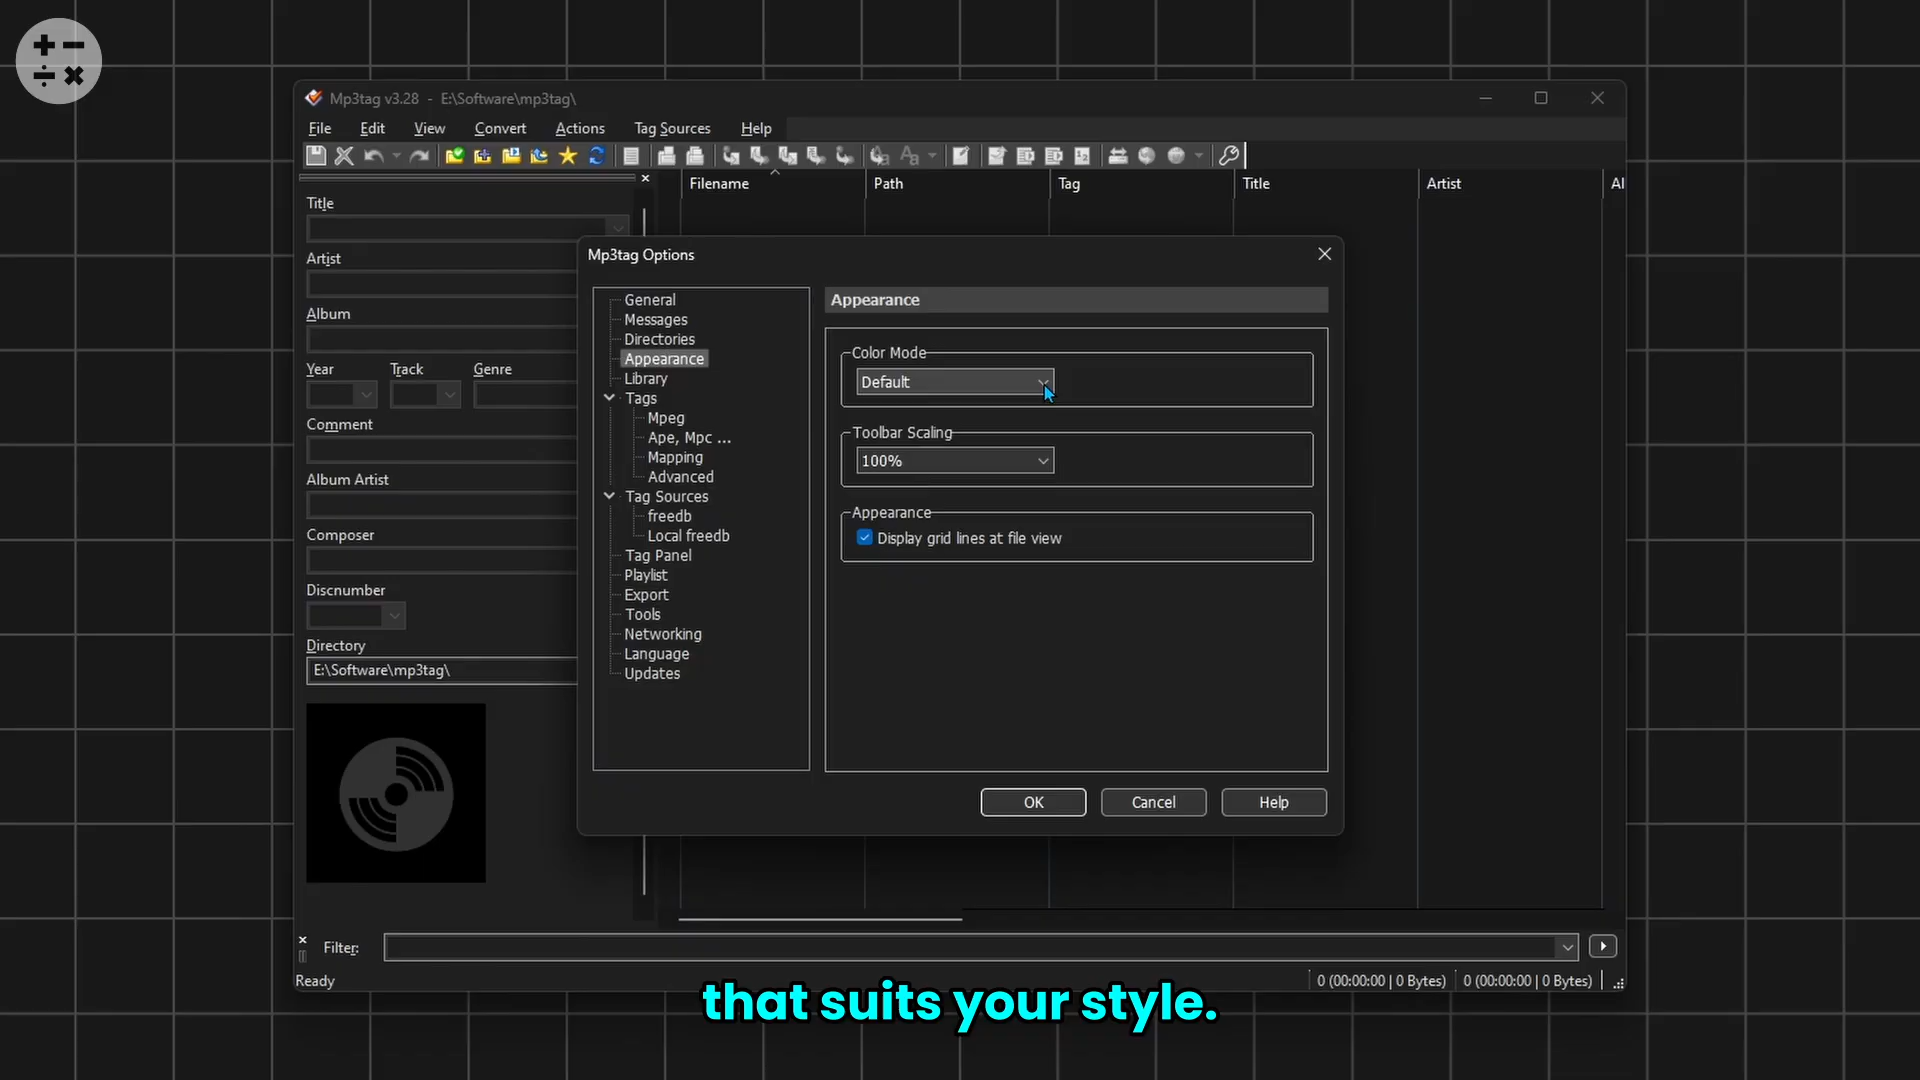 Mp3tag v3.28 - E:\Software\mp3tag\
File Edit View Convert Actions Tag Sources Help
Filename Path Tag Title Artist Al
Title
Artist
Album
Year Track Genre
Comment
Album Artist
Composer
Discnumber
Directory
E:\Software\mp3tag\
Mp3tag Options
General
Messages
Directories
Appearance
Library
Tags
Mpeg
Ape, Mpc ...
Mapping
Advanced
Tag Sources
freedb
Local freedb
Tag Panel
Playlist
Export
Tools
Networking
Language
Updates
Appearance
Color Mode
Default
Toolbar Scaling
100%
Appearance
Display grid lines at file view
OK Cancel Help
Filter:
Ready
0 (00:00:00 | 0 Bytes) 0 (00:00:00 | 0 Bytes)
that suits your style.